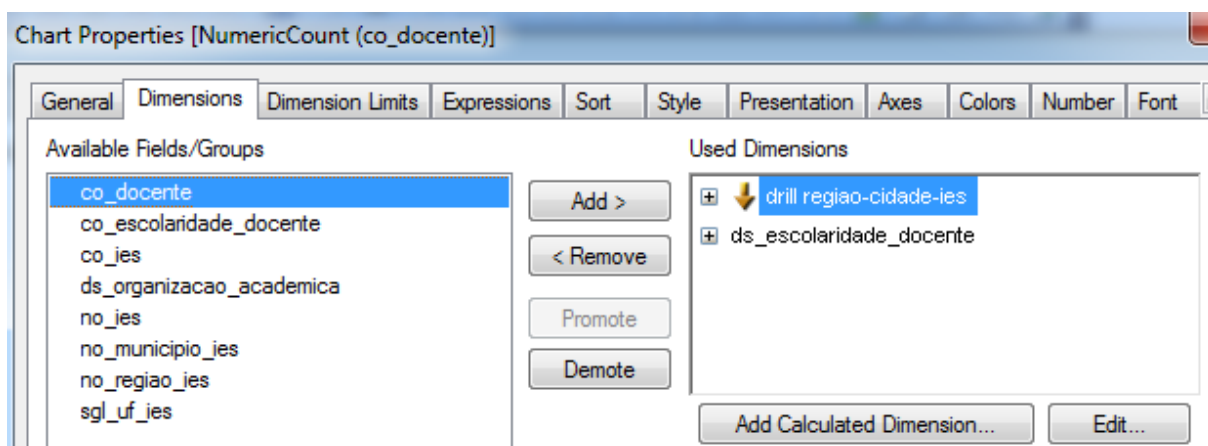 Chart Properties [NumericCount (co_docente)]
General Dimensions Dimension Limits Expressions Sort Style Presentation Axes Colors Number Font
Available Fields/Groups
co_docente
co_escolaridade_docente
co_ies
ds_organizacao_academica
no_ies
no_municipio_ies
no_regiao_ies
sgl_uf_ies
Add >
< Remove
Promote
Demote
Used Dimensions
drill regiao-cidade-ies
ds_escolaridade_docente
Add Calculated Dimension... Edit...